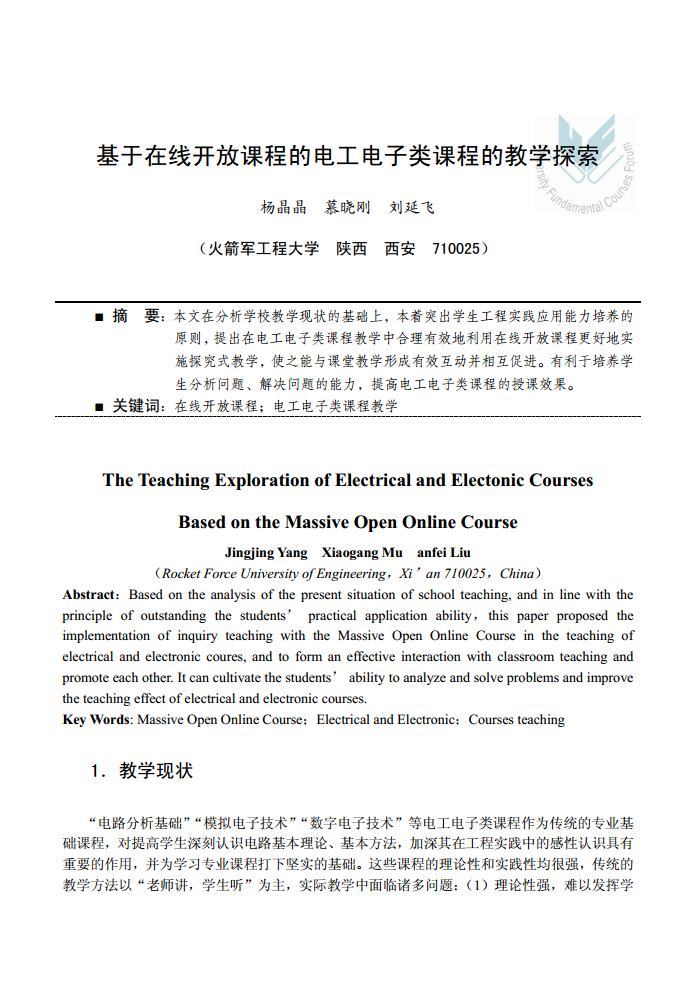 基于在线开放课程的电工电子类课程的教学探索
ersity Fundamental Courses Forum
杨晶晶 慕晓刚 刘延飞
（火箭军工程大学 陕西 西安 710025）
■ 摘 要：本文在分析学校教学现状的基础上，本着突出学生工程实践应用能力培养的
原则，提出在电工电子类课程教学中合理有效地利用在线开放课程更好地实
施探究式教学，使之能与课堂教学形成有效互动并相互促进。有利于培养学
生分析问题、解决问题的能力，提高电工电子类课程的授课效果。
■ 关键词：在线开放课程；电工电子类课程教学
The Teaching Exploration of Electrical and Electonic Courses
Based on the Massive Open Online Course
Jingjing Yang Xiaogang Mu anfei Liu
（Rocket Force University of Engineering，Xi’an 710025，China）
Abstract：Based on the analysis of the present situation of school teaching, and in line with the
principle of outstanding the students’ practical application ability，this paper proposed the
implementation of inquiry teaching with the Massive Open Online Course in the teaching of
electrical and electronic coures, and to form an effective interaction with classroom teaching and
promote each other. It can cultivate the students’ ability to analyze and solve problems and improve
the teaching effect of electrical and electronic courses.
Key Words: Massive Open Online Course；Electrical and Electronic；Courses teaching
1．教学现状
“电路分析基础”“模拟电子技术”“数字电子技术”等电工电子类课程作为传统的专业基
础课程，对提高学生深刻认识电路基本理论、基本方法，加深其在工程实践中的感性认识具有
重要的作用，并为学习专业课程打下坚实的基础。这些课程的理论性和实践性均很强，传统的
教学方法以“老师讲，学生听”为主，实际教学中面临诸多问题：（1）理论性强，难以发挥学